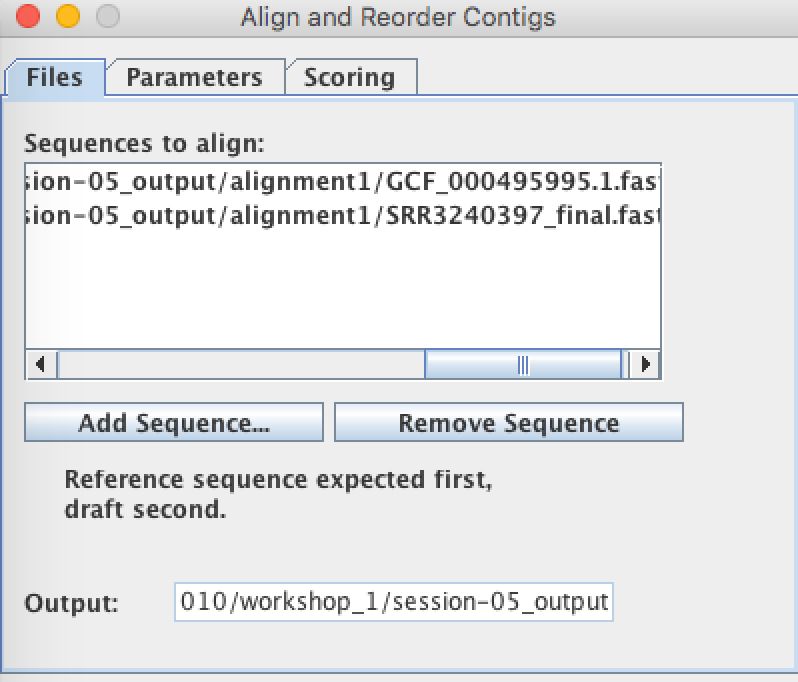 Align and Reorder Contigs
Files Parameters Scoring
Sequences to align:
sion-05_output/alignment1/GCF_000495995.1.fas
sion-05_output/alignment1/SRR3240397_final.fast
Add Sequence... Remove Sequence
Reference sequence expected first,
draft second.
Output: 010/workshop_1/session-05_output